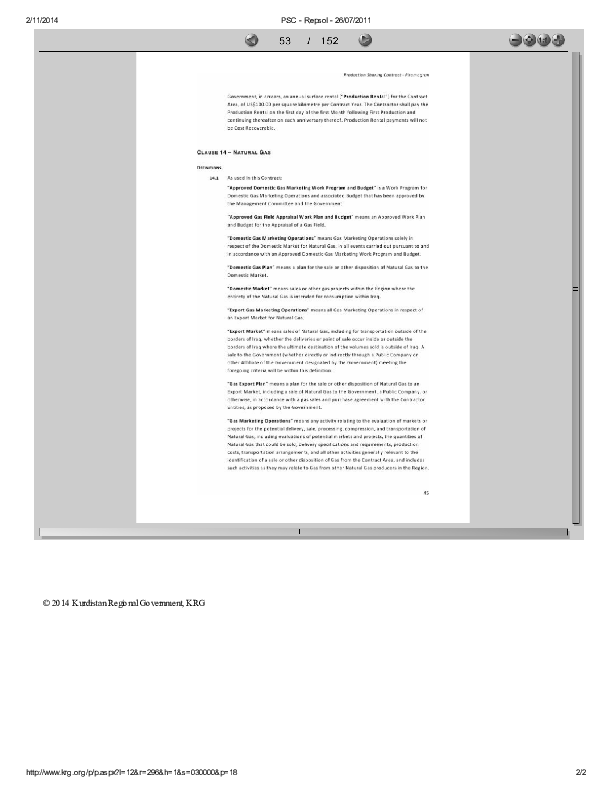 2/11/2014 PSC - Repsol - 26/07/2011
53 / 152
Production Sharing Contract -
Government, in arrears, an annual surface rental ("Production Rental") for the Contract
Area, of US$100.00 per square kilometre per Contract Year. The Contractor shall pay the
Production Rental on the first day of the first Month following First Production and
continuing thereafter on each anniversary thereof. Production Rental payments will not
be Cost Recoverable.
CLAUSE 14 – NATURAL GAS
Definitions
14.1 As used in this Contract:
"Approved Domestic Gas Marketing Work Program and Budget" is a Work Program for
Domestic Gas Marketing Operations and associated Budget that has been approved by
the Management Committee and the Government.
"Approved Gas Field Appraisal Work Plan and Budget" means an Approved Work Plan
and Budget for the Appraisal of a Gas Field.
"Domestic Gas Marketing Operations" means Gas Marketing Operations solely in
respect of the Domestic Market for Natural Gas, in all events carried out pursuant to and
in accordance with an Approved Domestic Gas Marketing Work Program and Budget.
"Domestic Gas Plan" means a plan for the sale or other disposition of Natural Gas to the
Domestic Market.
"Domestic Market" means sales or other gas projects within the Region where the
entirety of the Natural Gas is intended for consumption within Iraq.
"Export Gas Marketing Operations" means all Gas Marketing Operations in respect of
an Export Market for Natural Gas.
"Export Market" means sales of Natural Gas, including for transportation outside of the
borders of Iraq, whether the deliveries or point of sale occur inside or outside the
borders of Iraq where the ultimate destination of the volumes sold is outside of Iraq. A
sale to the Government (whether directly or indirectly through a Public Company or
other Affiliate of the Government designated by the Government) meeting the
foregoing criteria will be within this definition.
"Gas Export Plan" means a plan for the sale or other disposition of Natural Gas to an
Export Market, including a sale of Natural Gas to the Government, a Public Company, or
otherwise, in accordance with a gas sales and purchase agreement with the Contractor
Entities, as proposed by the Government.
"Gas Marketing Operations" means any activity relating to the evaluation of markets or
projects for the potential delivery, sale, processing, compression, and transportation of
Natural Gas, including evaluations of potential markets and projects, the quantities of
Natural Gas that could be sold, delivery specifications and requirements, production
costs, transportation arrangements, and all other activities generally relevant to the
identification of a sale or other disposition of Gas from the Contract Area, and includes
such activities as they may relate to Gas from other Natural Gas producers in the Region.
45
© 2014 Kurdistan Regional Government, KRG
http://www.krg.org/p/p.aspx?l=12&r=296&h=1&s=030000&p=18 2/2